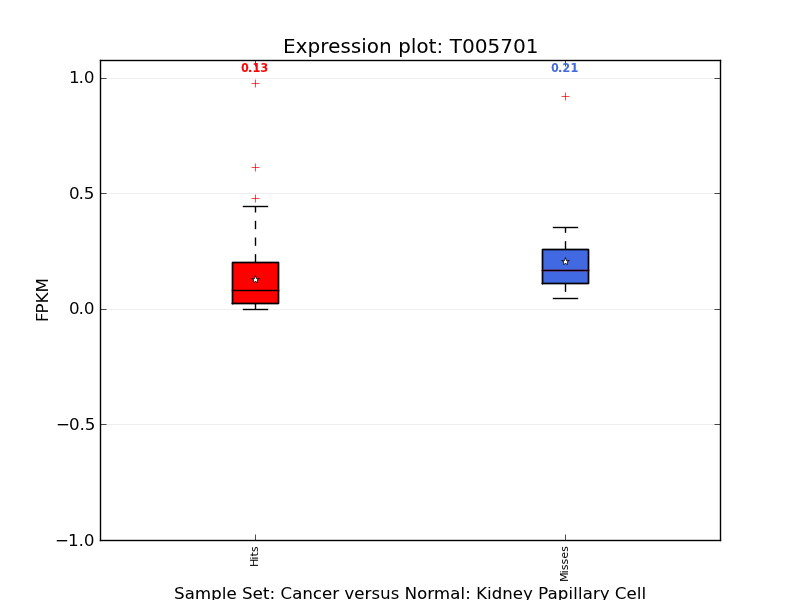 Expression plot: T005701
0.13
0.21
1.0
0.5
0.0
−0.5
−1.0
FPKM
Hits
Misses
Sample Set: Cancer versus Normal: Kidney Papillary Cell